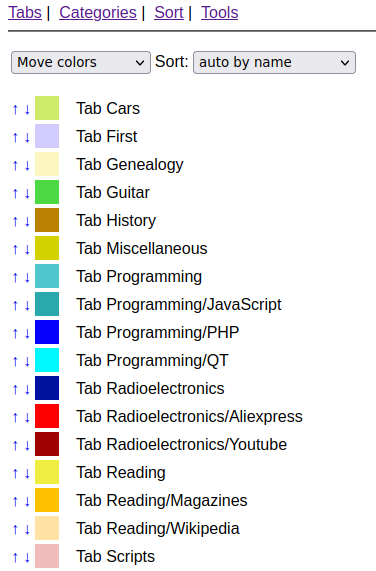 Tabs | Categories | Sort | Tools
Move colors Sort: auto by name
↑ ↓ Tab Cars
↑ ↓ Tab First
↑ ↓ Tab Genealogy
↑ ↓ Tab Guitar
↑ ↓ Tab History
↑ ↓ Tab Miscellaneous
↑ ↓ Tab Programming
↑ ↓ Tab Programming/JavaScript
↑ ↓ Tab Programming/PHP
↑ ↓ Tab Programming/QT
↑ ↓ Tab Radioelectronics
↑ ↓ Tab Radioelectronics/Aliexpress
↑ ↓ Tab Radioelectronics/Youtube
↑ ↓ Tab Reading
↑ ↓ Tab Reading/Magazines
↑ ↓ Tab Reading/Wikipedia
↑ ↓ Tab Scripts